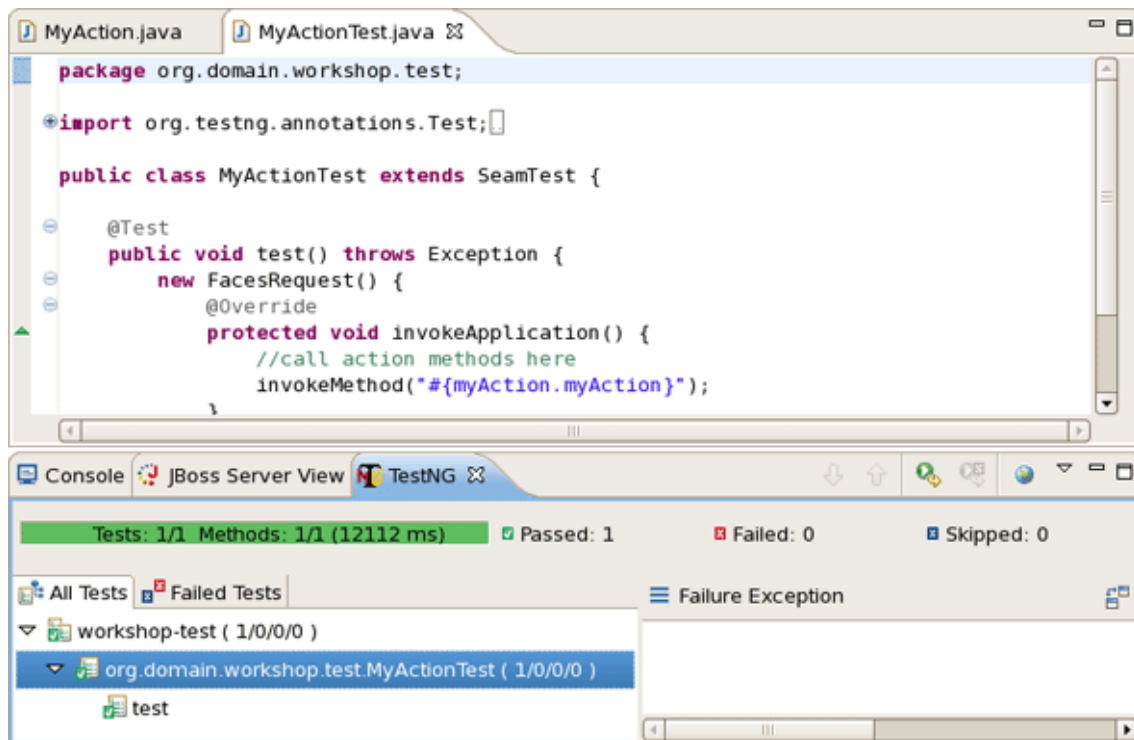 MyAction.java MyActionTest.java
package org.domain.workshop.test;
import org.testng.annotations.Test;
public class MyActionTest extends SeamTest {
@Test
public void test() throws Exception {
new FacesRequest() {
@Override
protected void invokeApplication() {
//call action methods here
invokeMethod("#{myAction.myAction}");
}
Console JBoss Server View TestNG
Tests: 1/1 Methods: 1/1 (12112 ms) Passed: 1 Failed: 0 Skipped: 0
All Tests Failed Tests Failure Exception
workshop-test ( 1/0/0/0 )
org.domain.workshop.test.MyActionTest ( 1/0/0/0 )
test